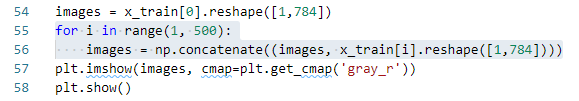 54 images = x_train[0].reshape([1,784])
55 for i in range(1, 500):
56     images = np.concatenate((images, x_train[i].reshape([1,784])))
57 plt.imshow(images, cmap=plt.get_cmap('gray_r'))
58 plt.show()